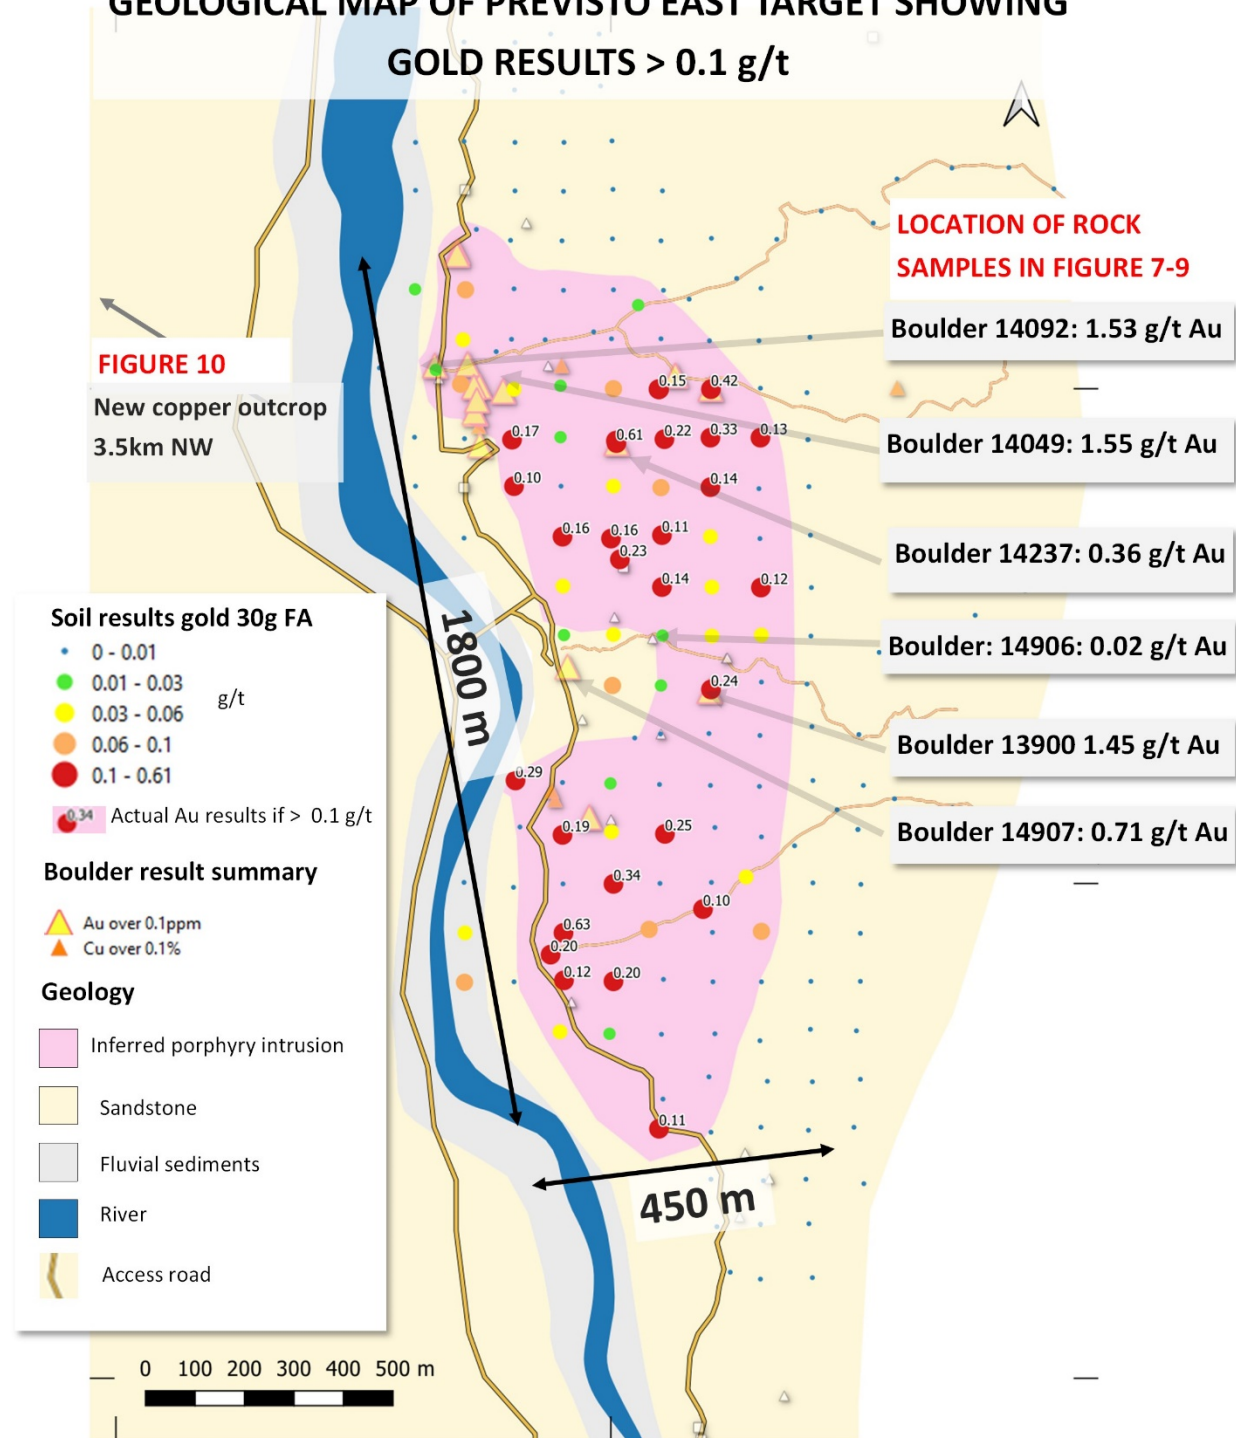 GEOLOGICAL MAP OF PREVISTO EAST TARGET SHOWING
GOLD RESULTS > 0.1 g/t
LOCATION OF ROCK
SAMPLES IN FIGURE 7-9
Boulder 14092: 1.53 g/t Au
FIGURE 10
New copper outcrop
3.5km NW
0.15
0.42
Boulder 14049: 1.55 g/t Au
0.17
0.61
0.22
0.33
0.13
0.10
0.14
0.16
0.16
0.11
0.23
Boulder 14237: 0.36 g/t Au
0.14
0.12
Boulder: 14906: 0.02 g/t Au
1800 m
0.24
Boulder 13900 1.45 g/t Au
0.29
0.19
0.25
Boulder 14907: 0.71 g/t Au
0.34
0.10
0.63
0.20
0.12
0.20
0.11
450 m
Soil results gold 30g FA
0 - 0.01
0.01 - 0.03
g/t
0.03 - 0.06
0.06 - 0.1
0.1 - 0.61
0.34
Actual Au results if > 0.1 g/t
Boulder result summary
Au over 0.1ppm
Cu over 0.1%
Geology
Inferred porphyry intrusion
Sandstone
Fluvial sediments
River
Access road
0 100 200 300 400 500 m